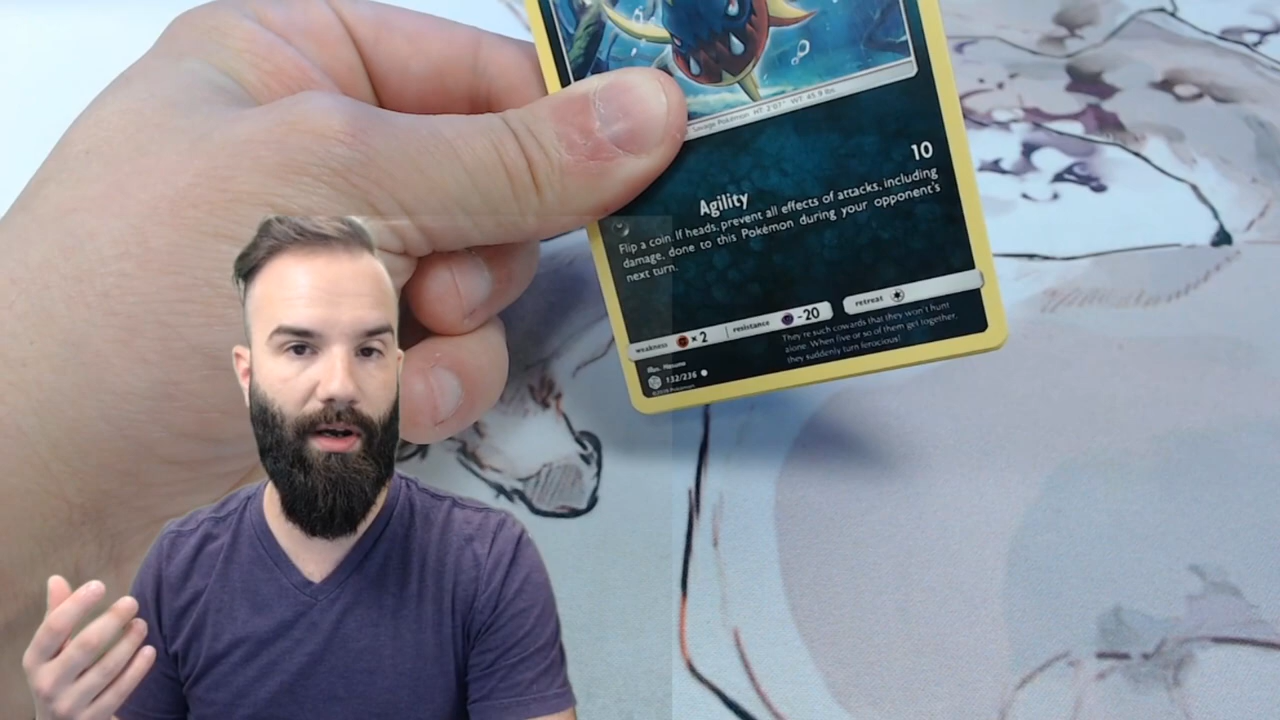 Savage Pokémon HT: 2'07" WT: 45.9 lbs
Agility 10
Flip a coin. If heads, prevent all effects of attacks, including
damage, done to this Pokémon during your opponent's
next turn.
weakness ×2 resistance -20 retreat
They're such cowards that they won't hunt
alone. When five or so of them get together,
they suddenly turn ferocious!
Illus. Hasuno
132/236
©2019 Pokémon